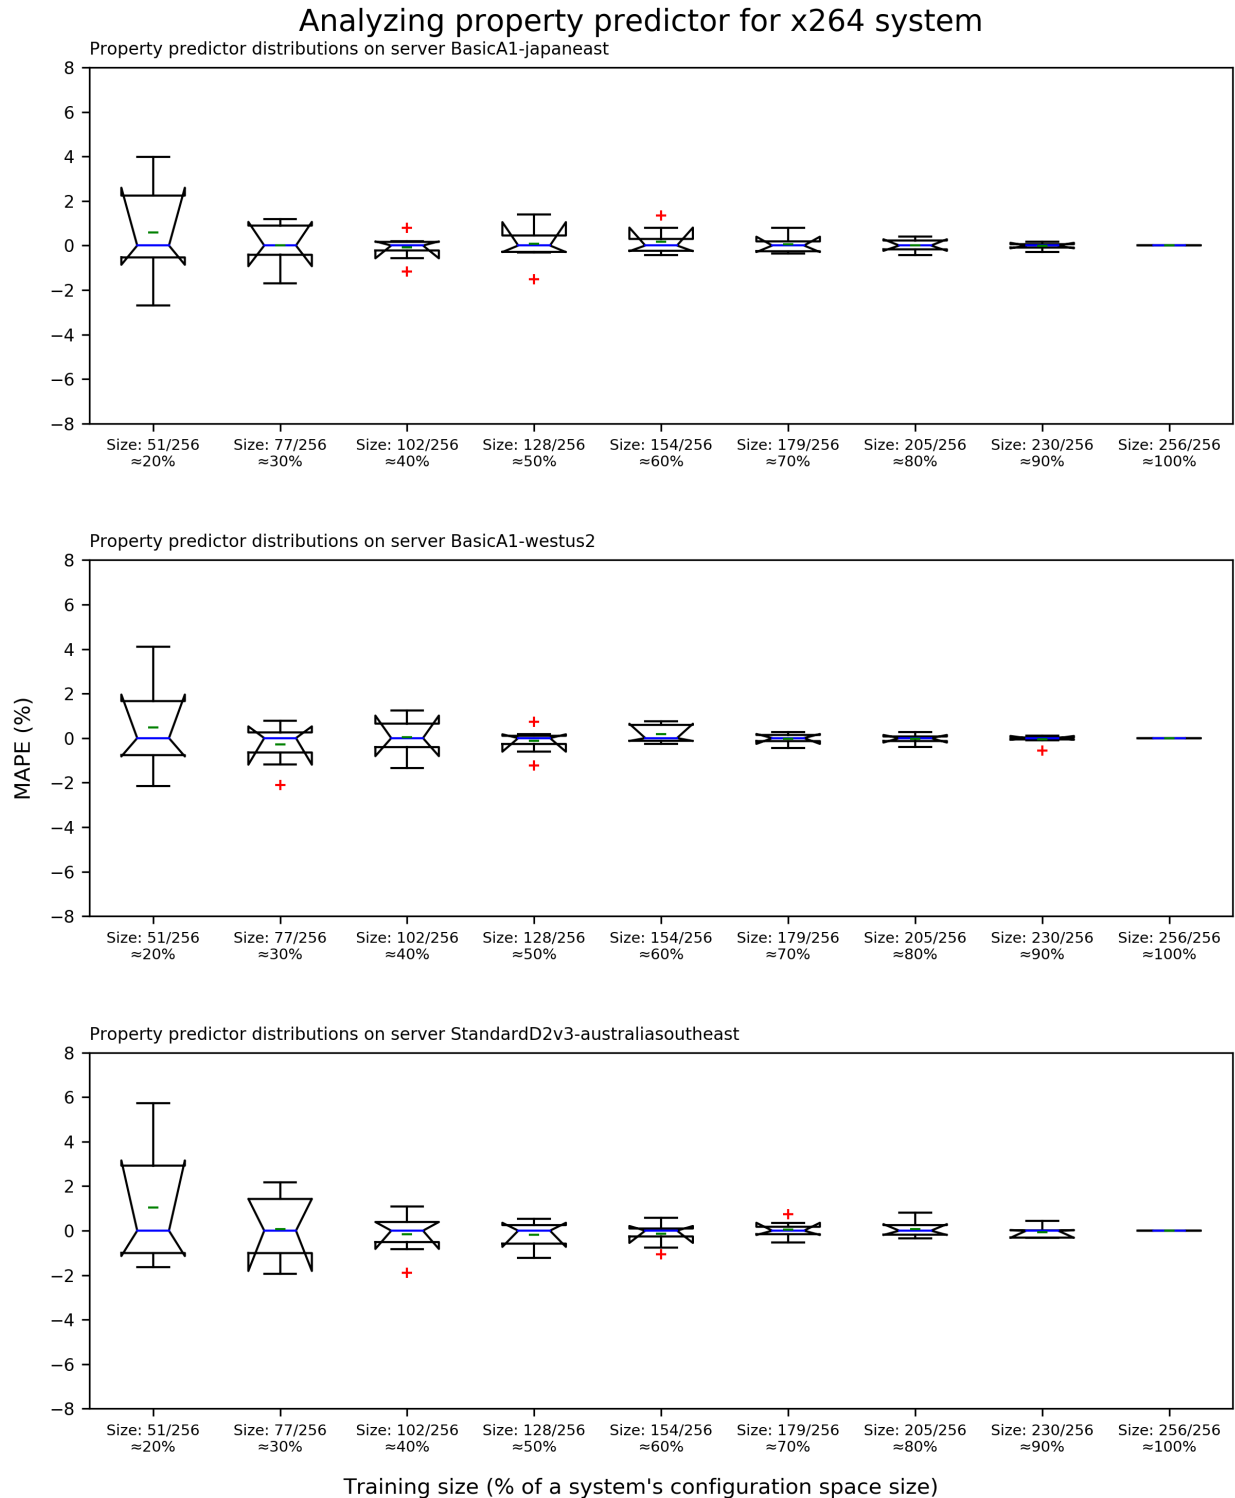 Analyzing property predictor for x264 system
Property predictor distributions on server BasicA1-japaneast
8
6
4
2
0
−2
−4
−6
−8
Size: 51/256 Size: 77/256 Size: 102/256 Size: 128/256 Size: 154/256 Size: 179/256 Size: 205/256 Size: 230/256 Size: 256/256
≈20% ≈30% ≈40% ≈50% ≈60% ≈70% ≈80% ≈90% ≈100%
Property predictor distributions on server BasicA1-westus2
MAPE (%)
8
6
4
2
0
−2
−4
−6
−8
Size: 51/256 Size: 77/256 Size: 102/256 Size: 128/256 Size: 154/256 Size: 179/256 Size: 205/256 Size: 230/256 Size: 256/256
≈20% ≈30% ≈40% ≈50% ≈60% ≈70% ≈80% ≈90% ≈100%
Property predictor distributions on server StandardD2v3-australiasoutheast
8
6
4
2
0
−2
−4
−6
−8
Size: 51/256 Size: 77/256 Size: 102/256 Size: 128/256 Size: 154/256 Size: 179/256 Size: 205/256 Size: 230/256 Size: 256/256
≈20% ≈30% ≈40% ≈50% ≈60% ≈70% ≈80% ≈90% ≈100%
Training size (% of a system's configuration space size)